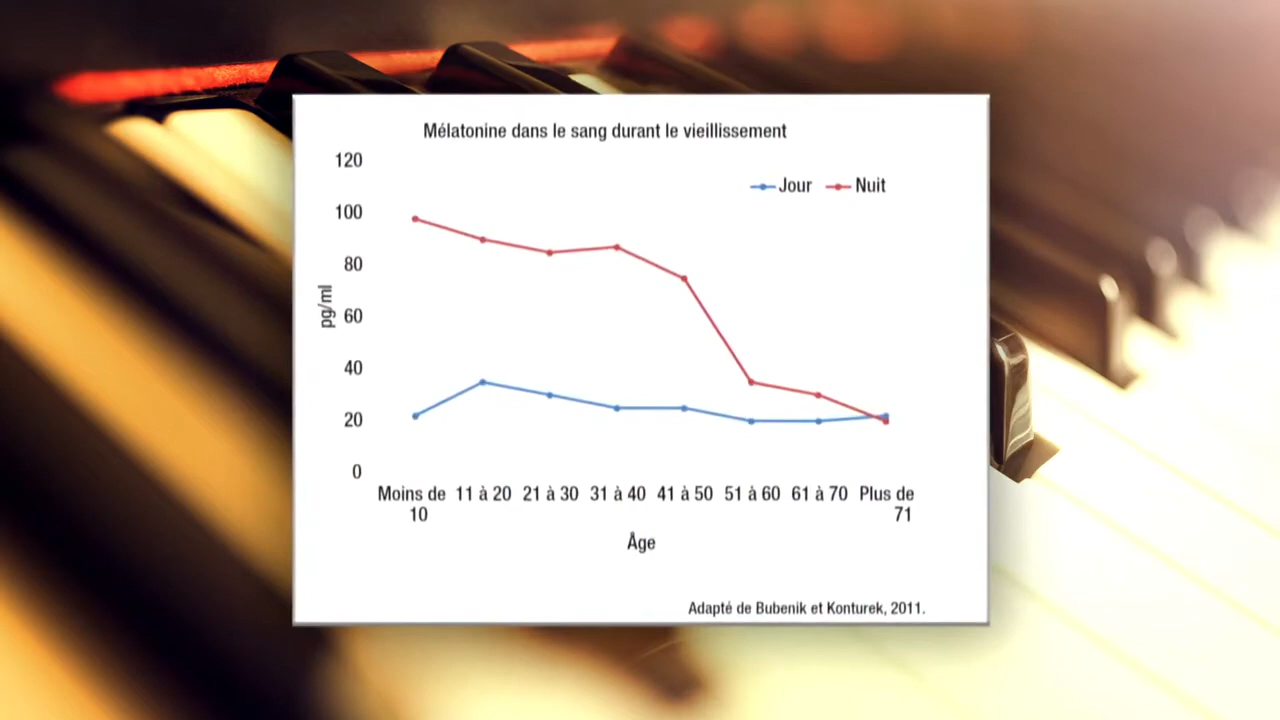 Mélatonine dans le sang durant le vieillissement
120
Jour Nuit
100
80
pg/ml
60
40
20
0
Moins de 10 11 à 20 21 à 30 31 à 40 41 à 50 51 à 60 61 à 70 Plus de 71
Âge
Adapté de Bubenik et Konturek, 2011.